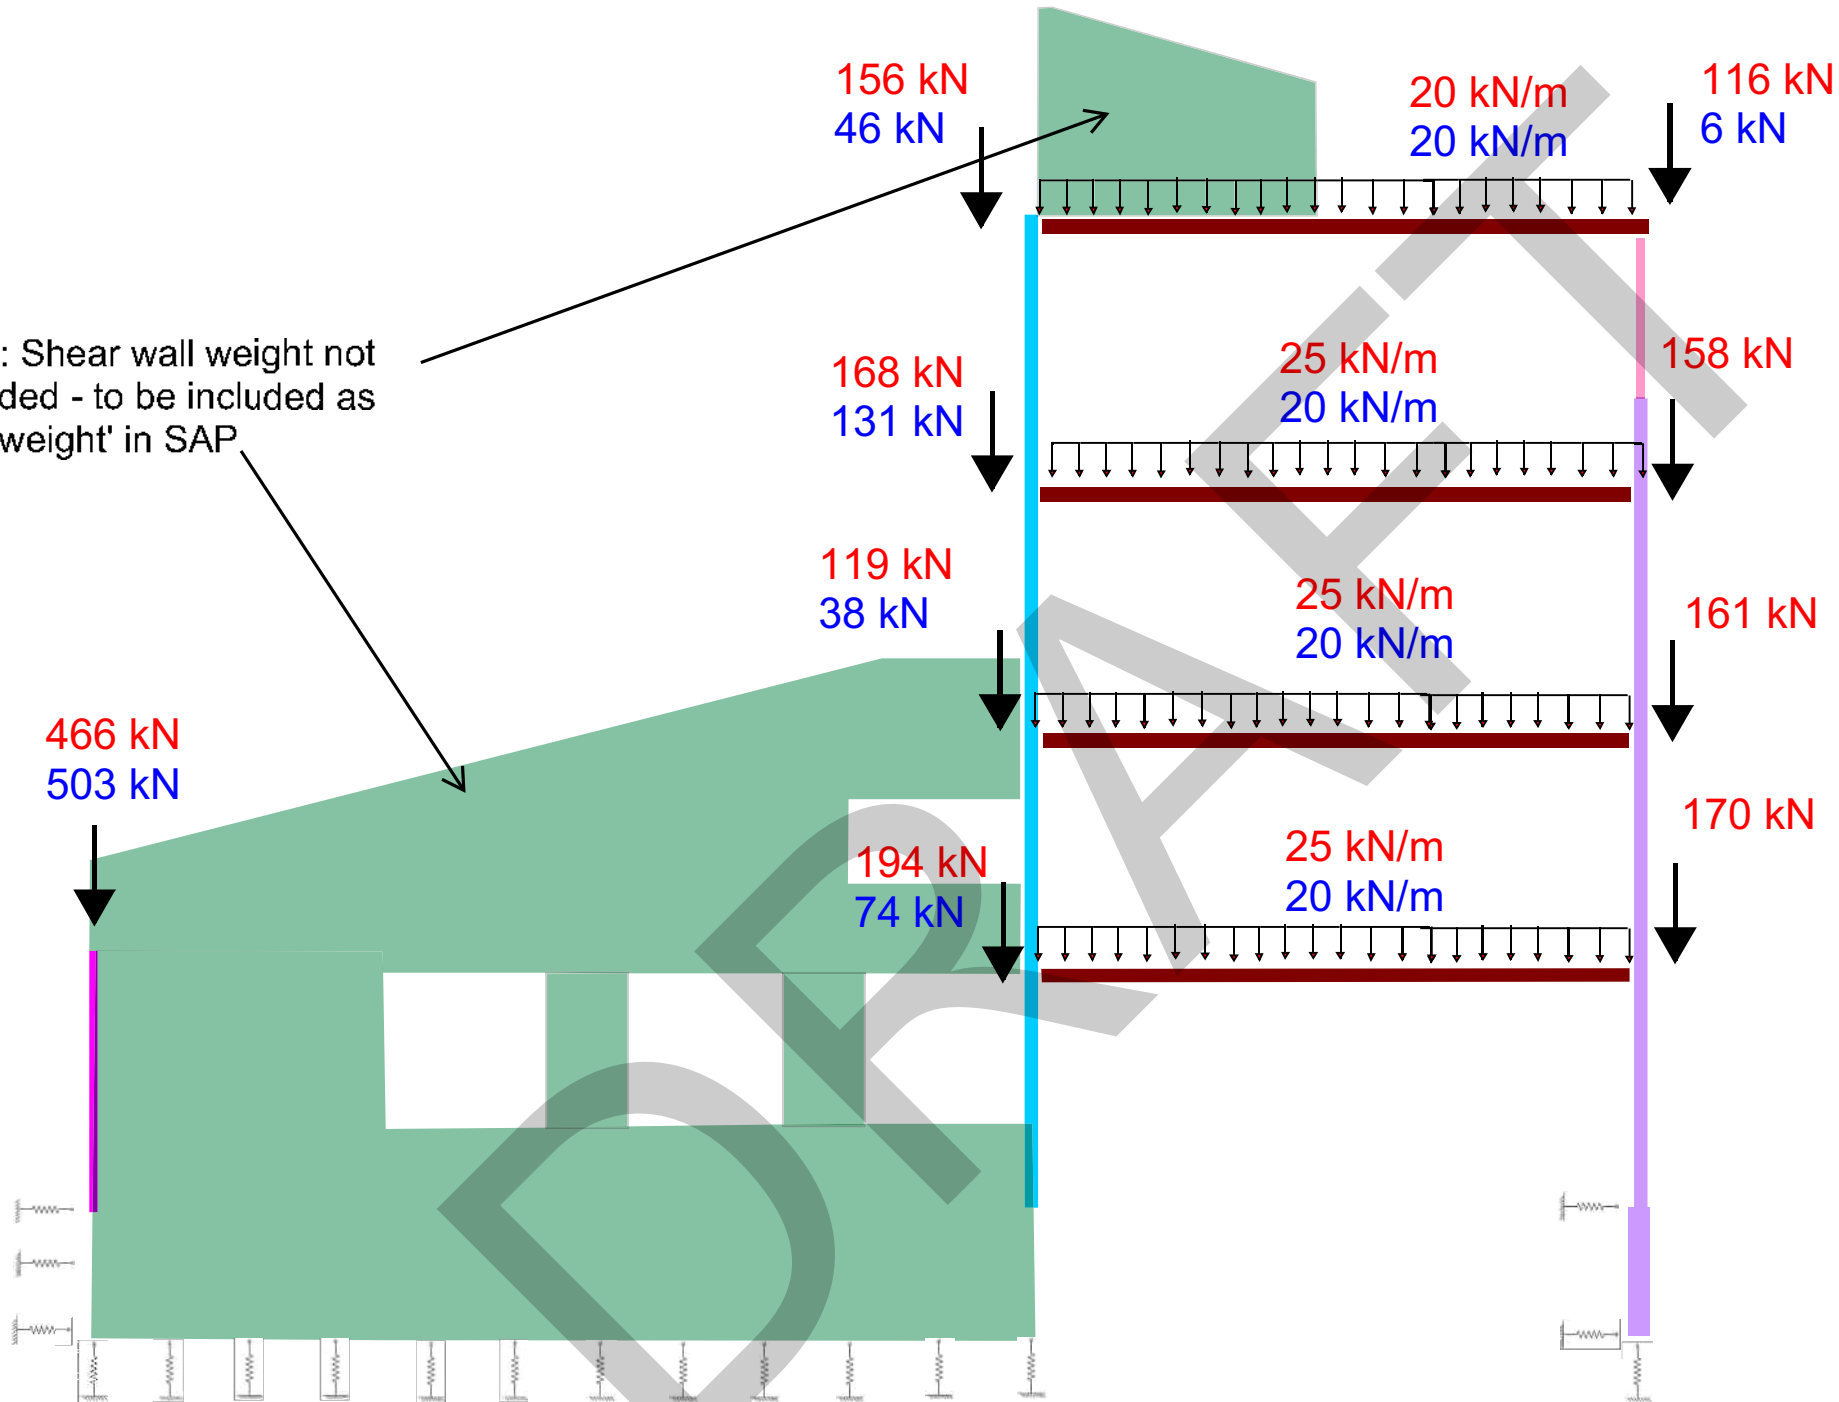 156 kN
46 kN
20 kN/m
20 kN/m
116 kN
6 kN
: Shear wall weight not
ded - to be included as
weight' in SAP
168 kN
131 kN
25 kN/m
20 kN/m
158 kN
119 kN
38 kN
25 kN/m
20 kN/m
161 kN
466 kN
503 kN
194 kN
74 kN
25 kN/m
20 kN/m
170 kN
DRAFT